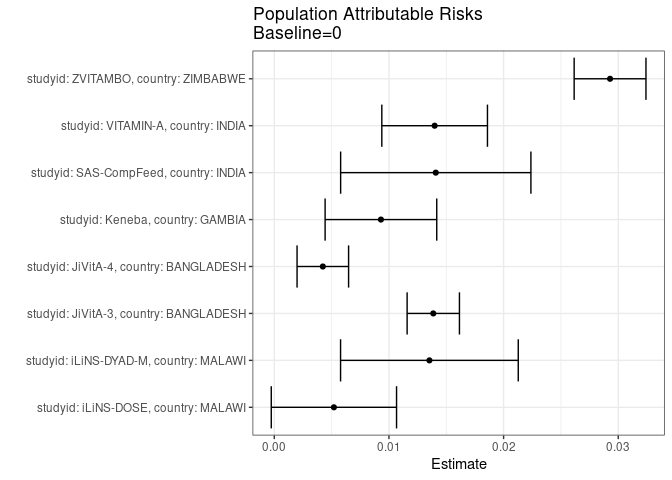 Population Attributable Risks
Baseline=0
studyid: ZVITAMBO, country: ZIMBABWE
studyid: VITAMIN-A, country: INDIA
studyid: SAS-CompFeed, country: INDIA
studyid: Keneba, country: GAMBIA
studyid: JiVitA-4, country: BANGLADESH
studyid: JiVitA-3, country: BANGLADESH
studyid: iLiNS-DYAD-M, country: MALAWI
studyid: iLiNS-DOSE, country: MALAWI
0.00 0.01 0.02 0.03
Estimate